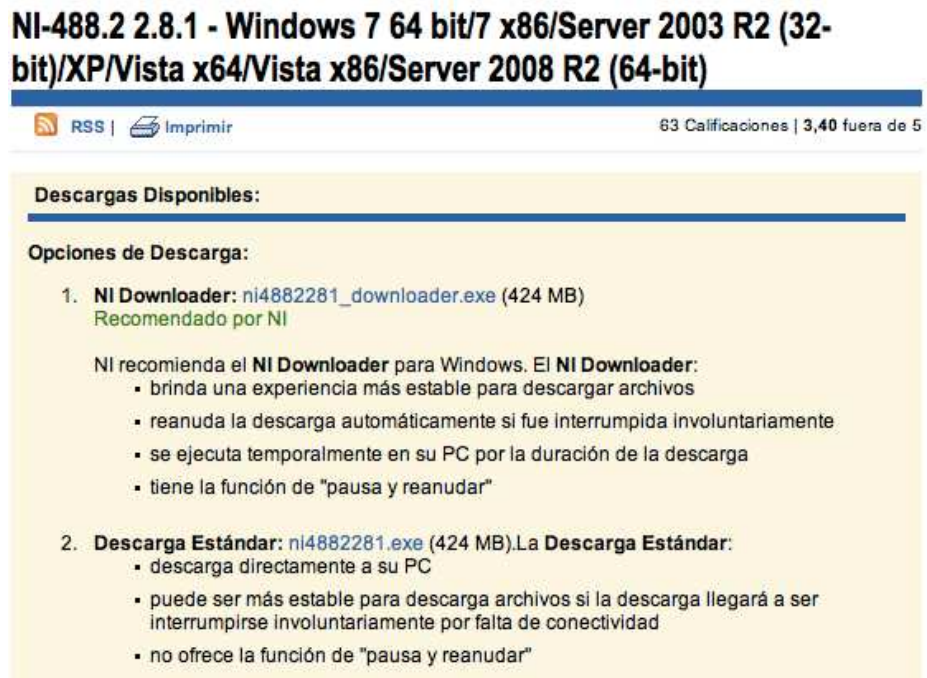 NI-488.2 2.8.1 - Windows 7 64 bit/7 x86/Server 2003 R2 (32-
bit)/XP/Vista x64/Vista x86/Server 2008 R2 (64-bit)
RSS | Imprimir
63 Calificaciones | 3,40 fuera de 5
Descargas Disponibles:
Opciones de Descarga:
1. NI Downloader: ni4882281_downloader.exe (424 MB)
Recomendado por NI
NI recomienda el NI Downloader para Windows. El NI Downloader:
▪ brinda una experiencia más estable para descargar archivos
▪ reanuda la descarga automáticamente si fue interrumpida involuntariamente
▪ se ejecuta temporalmente en su PC por la duración de la descarga
▪ tiene la función de "pausa y reanudar"
2. Descarga Estándar: ni4882281.exe (424 MB).La Descarga Estándar:
▪ descarga directamente a su PC
▪ puede ser más estable para descarga archivos si la descarga llegará a ser
interrumpirse involuntariamente por falta de conectividad
▪ no ofrece la función de "pausa y reanudar"